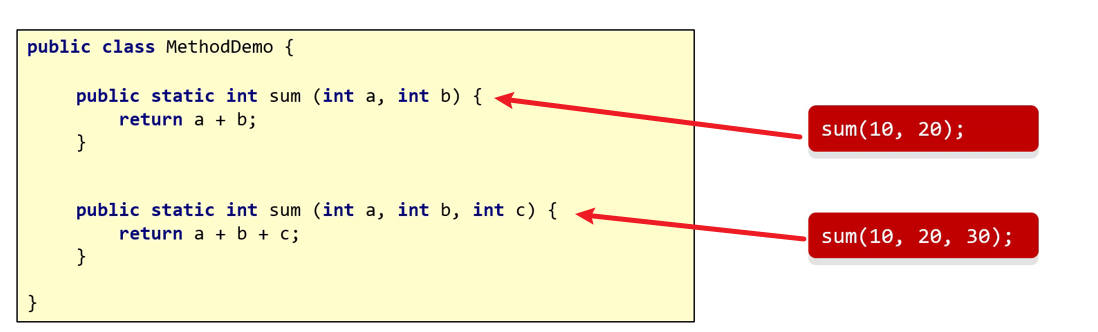 public class MethodDemo {
public static int sum (int a, int b) {
return a + b;
}
public static int sum (int a, int b, int c) {
return a + b + c;
}
}
sum(10, 20);
sum(10, 20, 30);